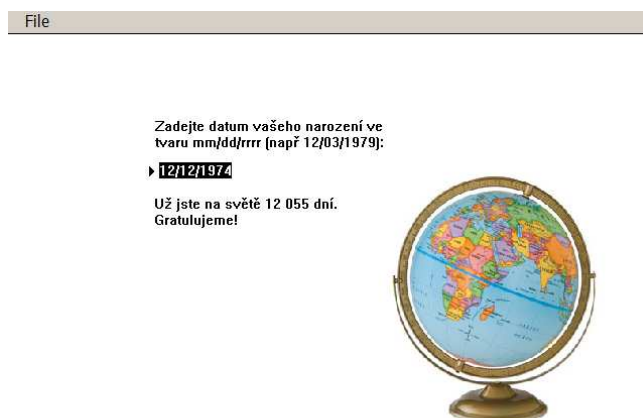 File
Zadejte datum vašeho narození ve
tvaru mm/dd/rrrr (např 12/03/1979):
12/12/1974
Už jste na světě 12 055 dní.
Gratulujeme!